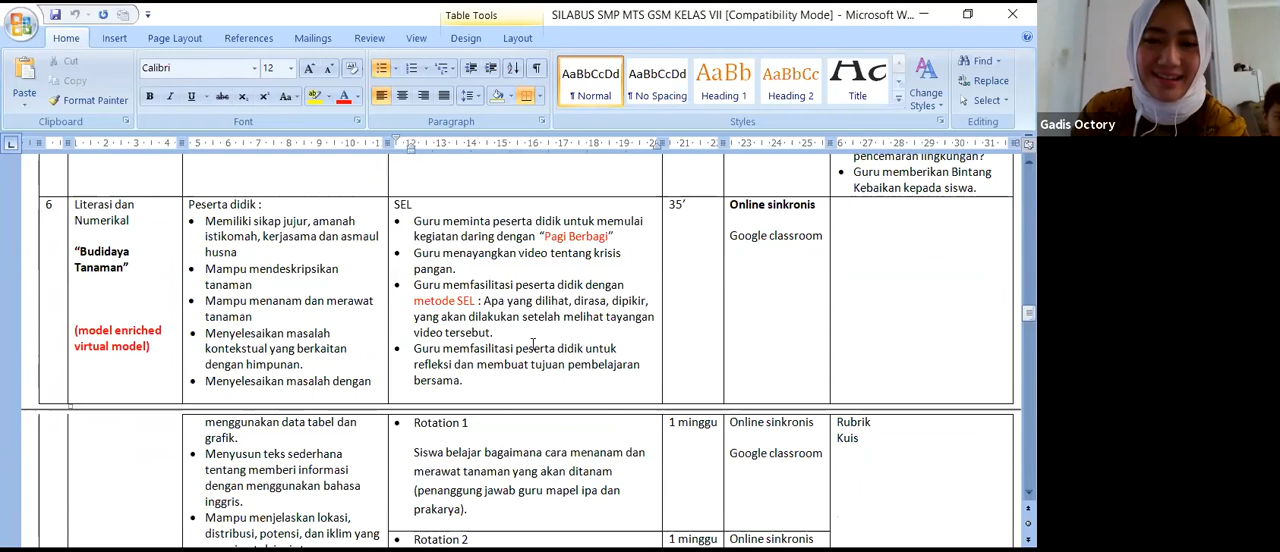 Table Tools
SILABUS SMP MTS GSM KELAS VII [Compatibility Mode] - Microsoft W...
Home Insert Page Layout References Mailings Review View Design Layout
Paste
Cut
Copy
Format Painter
Clipboard
Calibri 12
Font
Paragraph
AaBbCcDd AaBbCcDd AaBb AaBbCc AaC
¶ Normal ¶ No Spacing Heading 1 Heading 2 Title
Change
Styles
Styles
Find
Replace
Select
Editing
Gadis Octory
pencemaran lingkungan?
• Guru memberikan Bintang
Kebaikan kepada siswa.
6
Literasi dan
Numerikal
“Budidaya
Tanaman”
(model enriched
virtual model)
Peserta didik :
• Memiliki sikap jujur, amanah
istikomah, kerjasama dan asmaul
husna
• Mampu mendeskripsikan
tanaman
• Mampu menanam dan merawat
tanaman
• Menyelesaikan masalah
kontekstual yang berkaitan
dengan himpunan.
• Menyelesaikan masalah dengan
SEL
• Guru meminta peserta didik untuk memulai
kegiatan daring dengan “Pagi Berbagi”
• Guru menayangkan video tentang krisis
pangan.
• Guru memfasilitasi peserta didik dengan
metode SEL : Apa yang dilihat, dirasa, dipikir,
yang akan dilakukan setelah melihat tayangan
video tersebut.
• Guru memfasilitasi peserta didik untuk
refleksi dan membuat tujuan pembelajaran
bersama.
35’
Online sinkronis
Google classroom
menggunakan data tabel dan
grafik.
• Menyusun teks sederhana
tentang memberi informasi
dengan menggunakan bahasa
inggris.
• Mampu menjelaskan lokasi,
distribusi, potensi, dan iklim yang
• Rotation 1
Siswa belajar bagaimana cara menanam dan
merawat tanaman yang akan ditanam
(penanggung jawab guru mapel ipa dan
prakarya).
1 minggu
Online sinkronis
Google classroom
Rubrik
Kuis
• Rotation 2
1 minggu
Online sinkronis